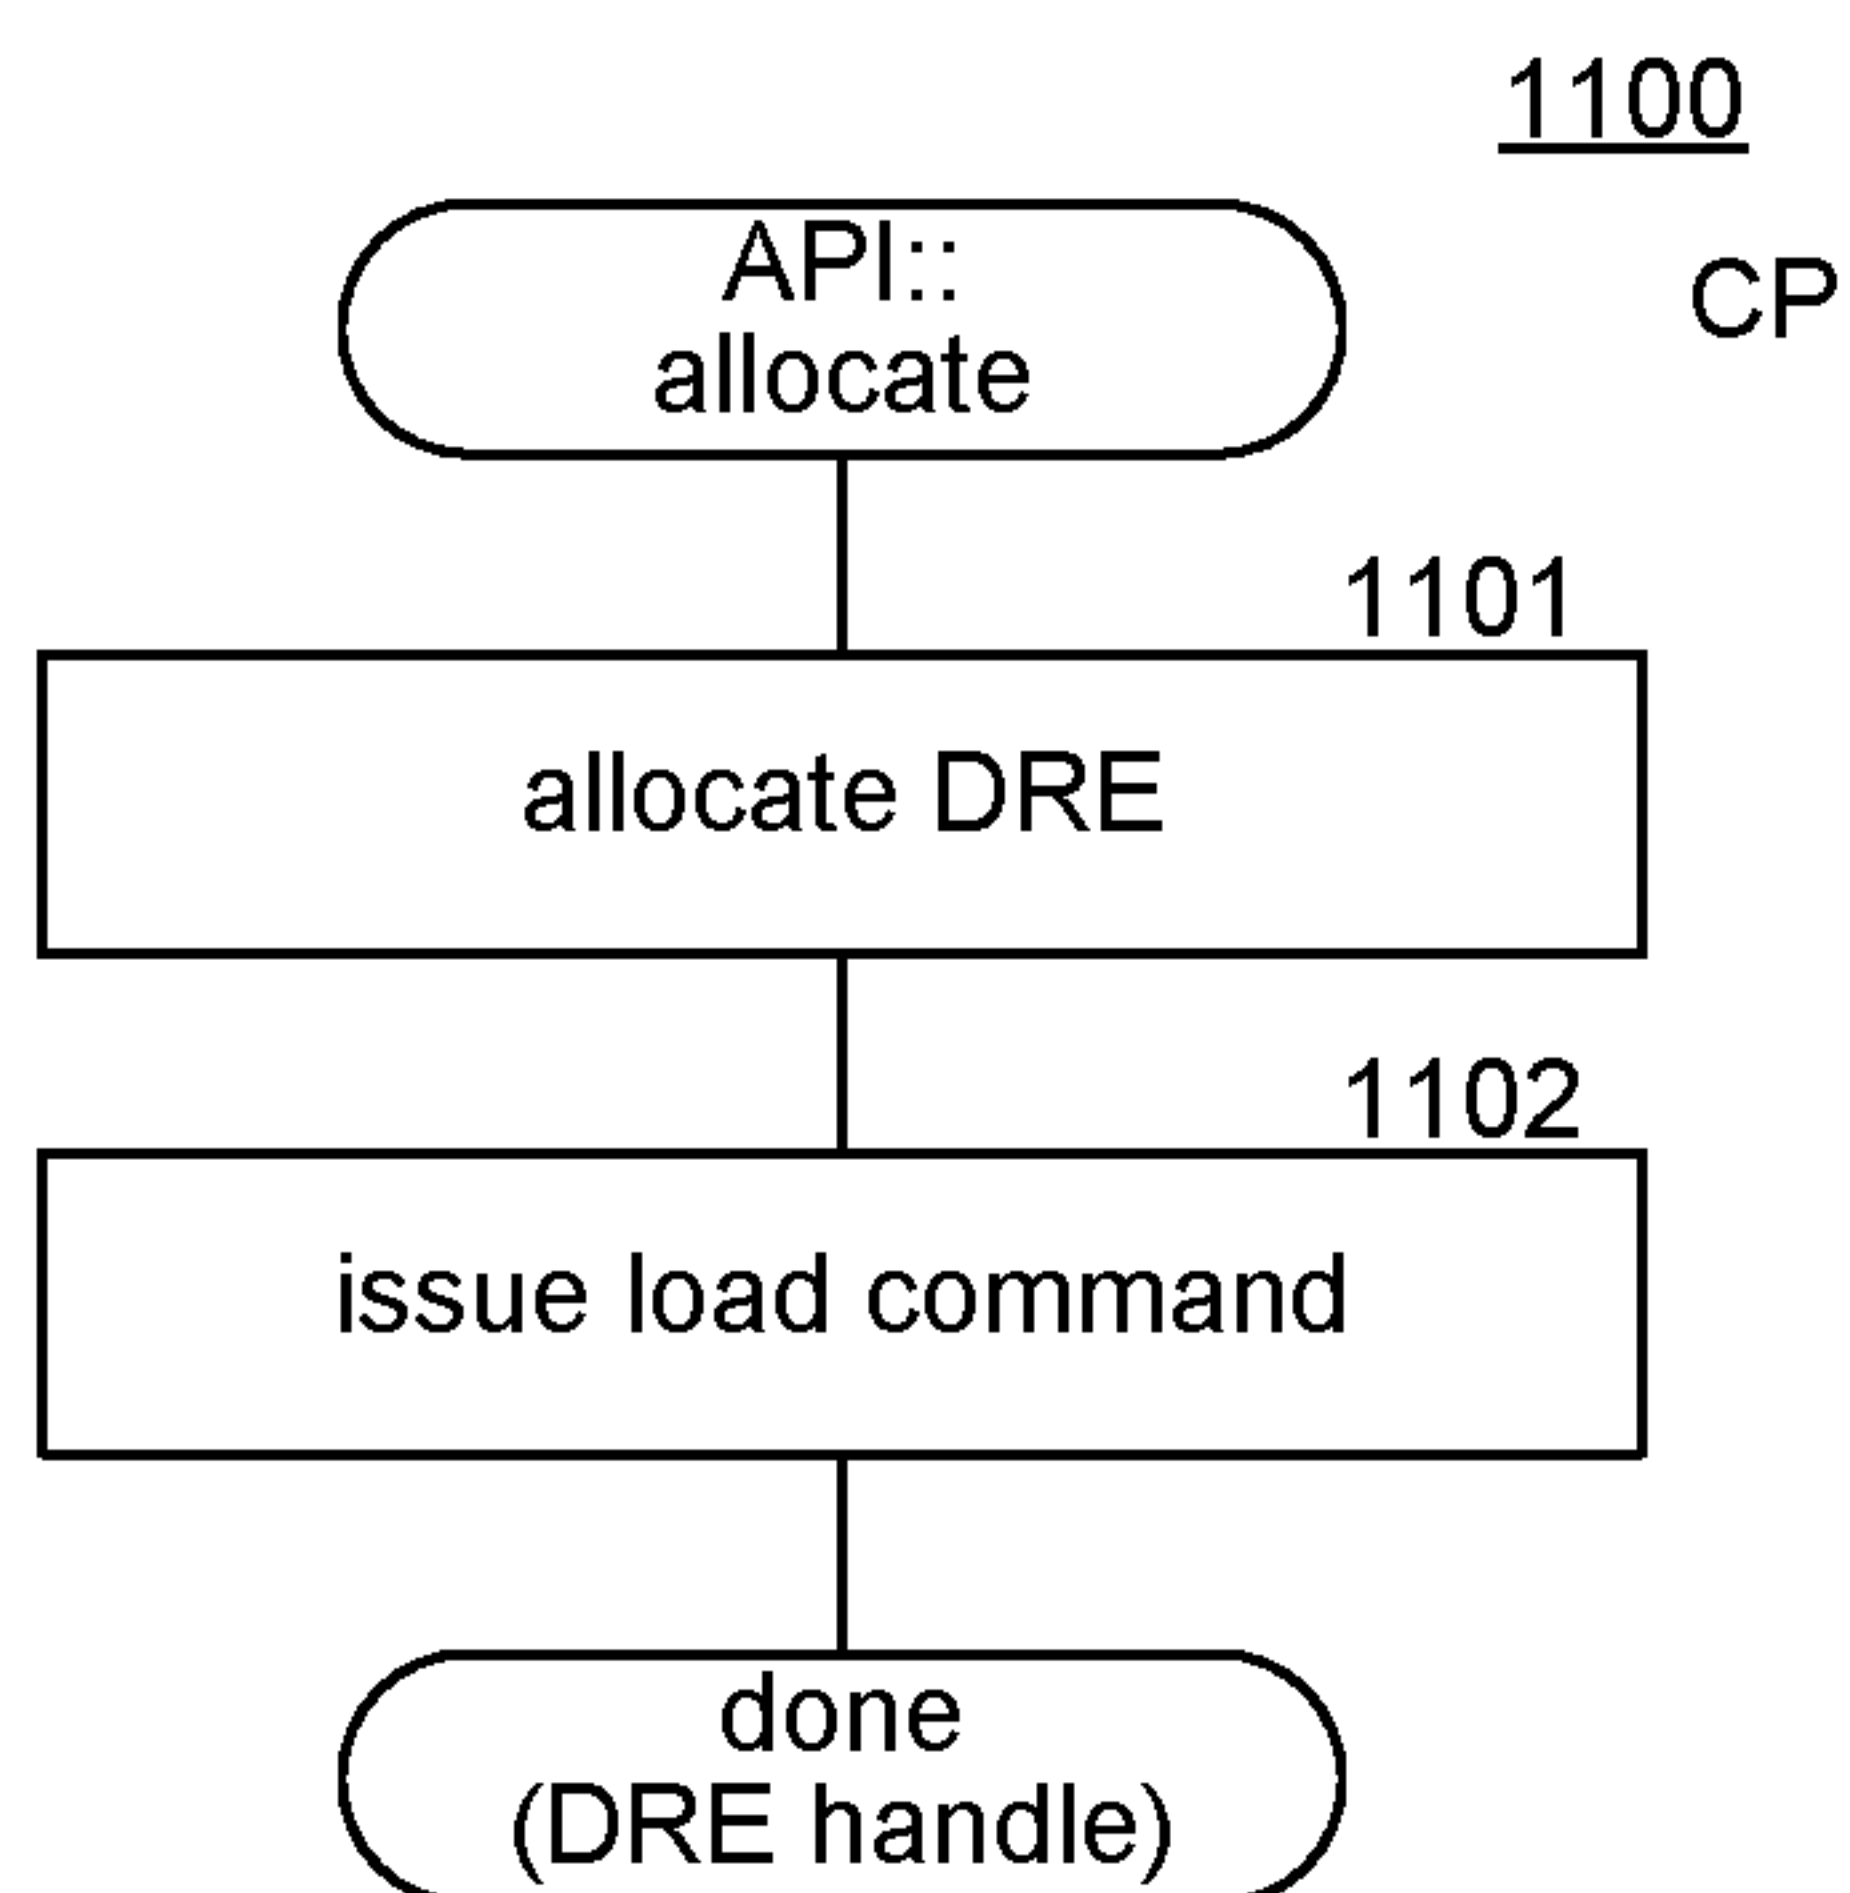 1100
API::
allocate
CP
1101
allocate DRE
1102
issue load command
done
(DRE handle)